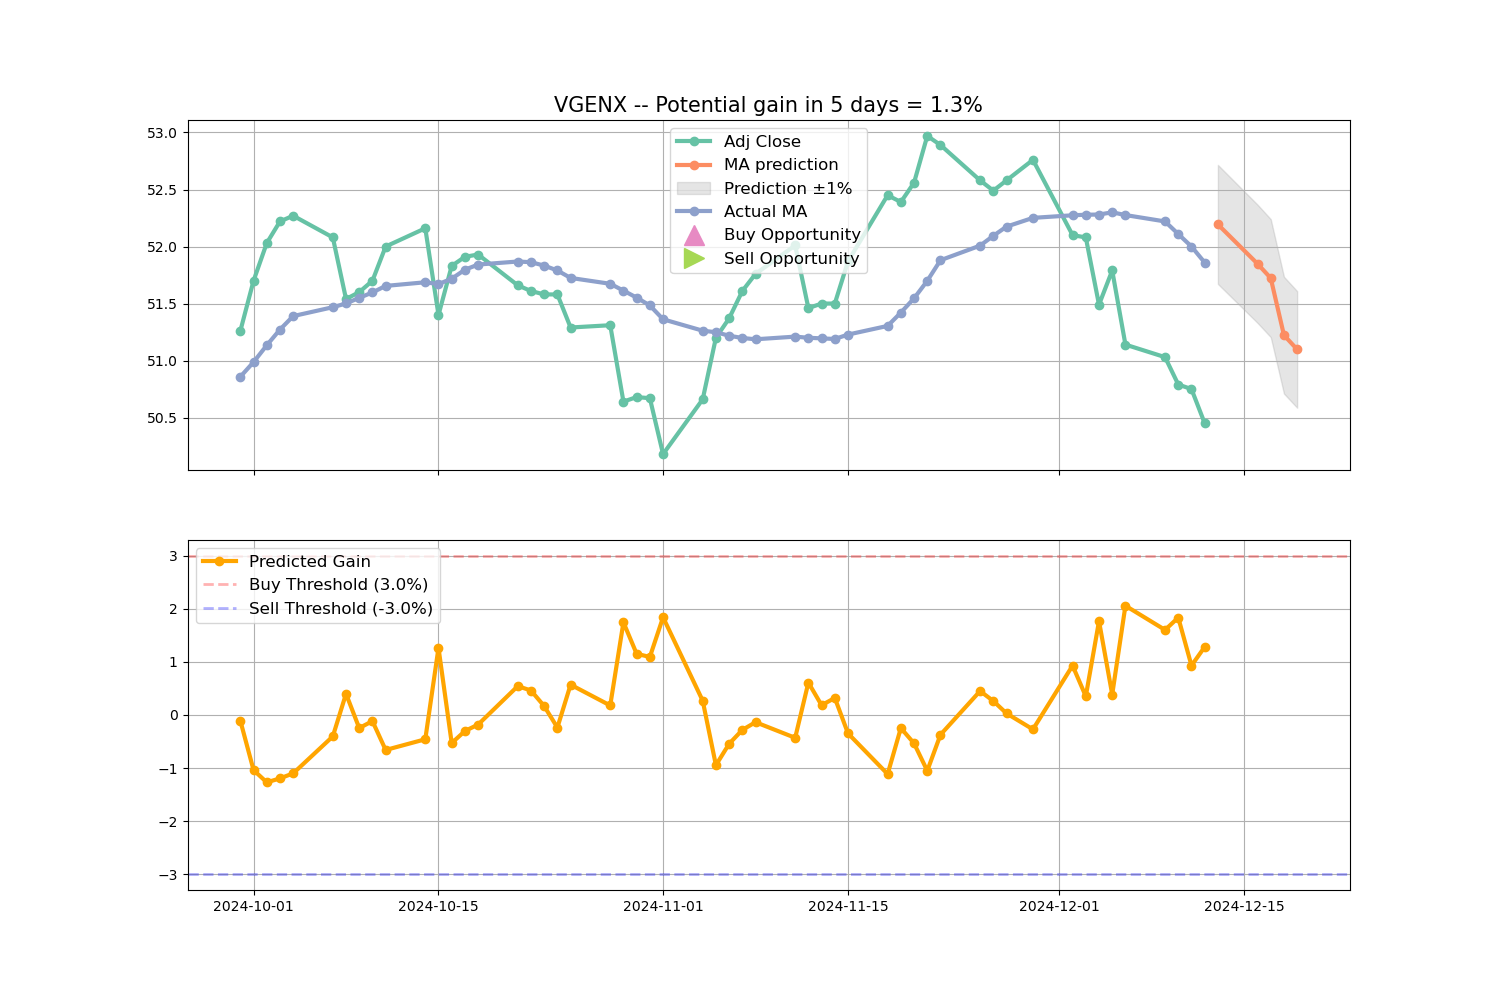 VGENX -- Potential gain in 5 days = 1.3%
53.0
52.5
52.0
51.5
51.0
50.5
Adj Close
MA prediction
Prediction ±1%
Actual MA
Buy Opportunity
Sell Opportunity
3
2
1
0
−1
−2
−3
Predicted Gain
Buy Threshold (3.0%)
Sell Threshold (-3.0%)
2024-10-01
2024-10-15
2024-11-01
2024-11-15
2024-12-01
2024-12-15